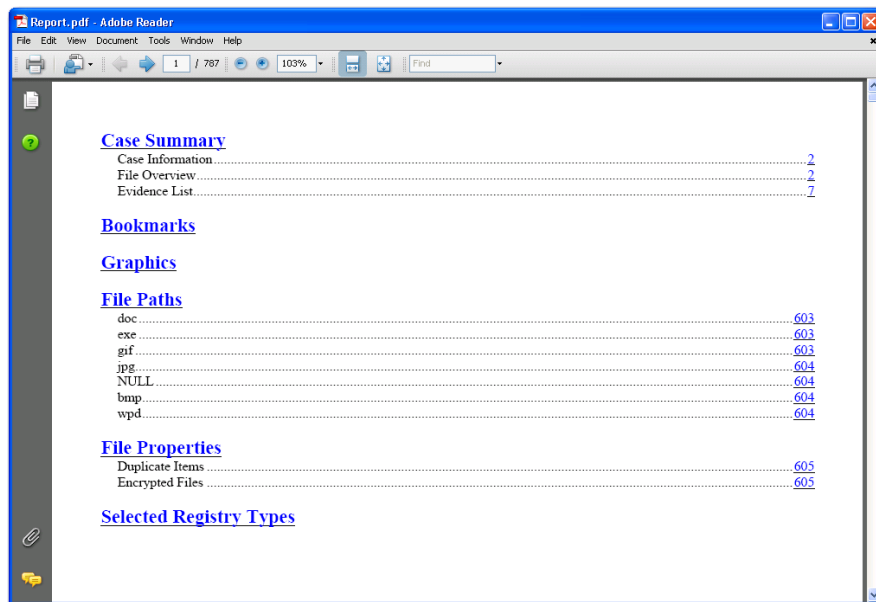 Report.pdf - Adobe Reader
File Edit View Document Tools Window Help
1 / 787 103% Find
Case Summary
Case Information 2
File Overview 2
Evidence List 7
Bookmarks
Graphics
File Paths
doc 603
exe 603
gif 603
jpg 604
NULL 604
bmp 604
wpd 604
File Properties
Duplicate Items 605
Encrypted Files 605
Selected Registry Types